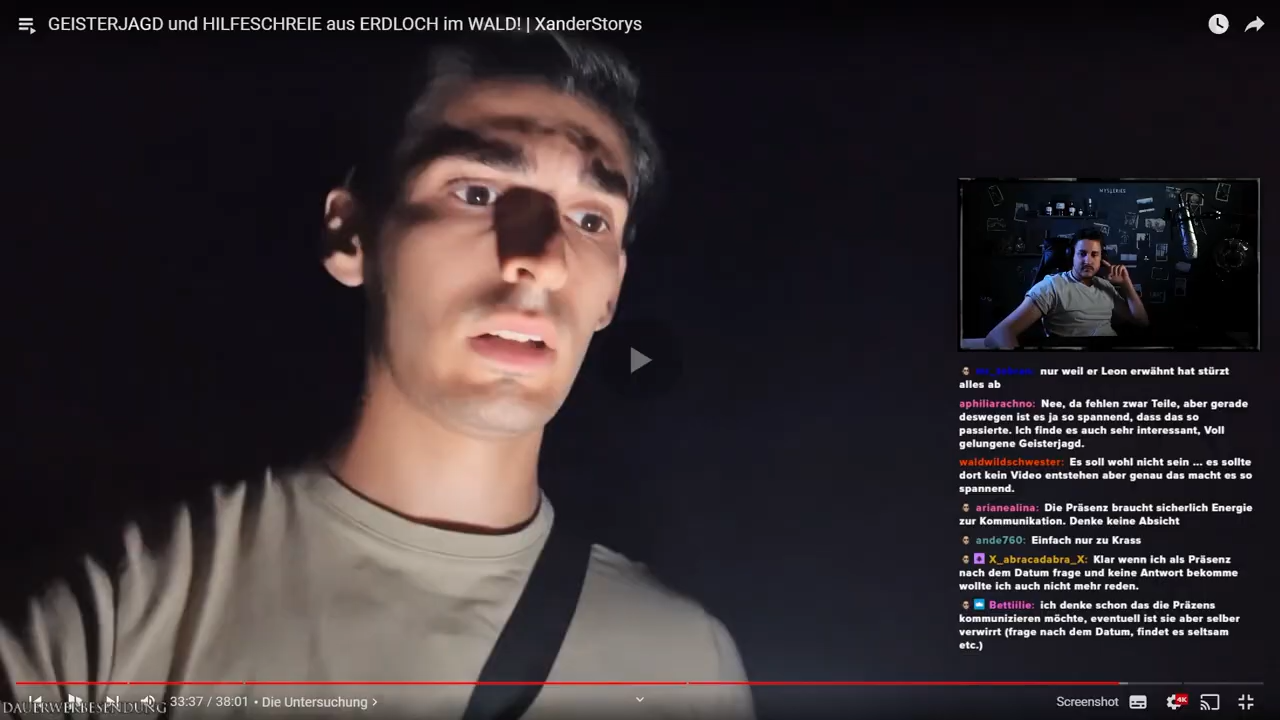 GEISTERJAGD und HILFESCHREIE aus ERDLOCH im WALD! | XanderStorys
MYSTERIES
nur weil er Leon erwähnt hat stürzt
alles ab
aphiliarachno: Nee, da fehlen zwar Teile, aber gerade
deswegen ist es ja so spannend, dass das so
passierte. Ich finde es auch sehr interessant, Voll
gelungene Geisterjagd.
waldwildschwester: Es soll wohl nicht sein ... es sollte
dort kein Video entstehen aber genau das macht es so
spannend.
arianealina: Die Präsenz braucht sicherlich Energie
zur Kommunikation. Denke keine Absicht
ande760: Einfach nur zu Krass
X_abracadabra_X: Klar wenn ich als Präsenz
nach dem Datum frage und keine Antwort bekomme
wollte ich auch nicht mehr reden.
Bettiilie: ich denke schon das die Präzens
kommunizieren möchte, eventuell ist sie aber selber
verwirrt (frage nach dem Datum, findet es seltsam
etc.)
33:37 / 38:01 • Die Untersuchung >
Screenshot
4K
DAUERWERBESENDUNG